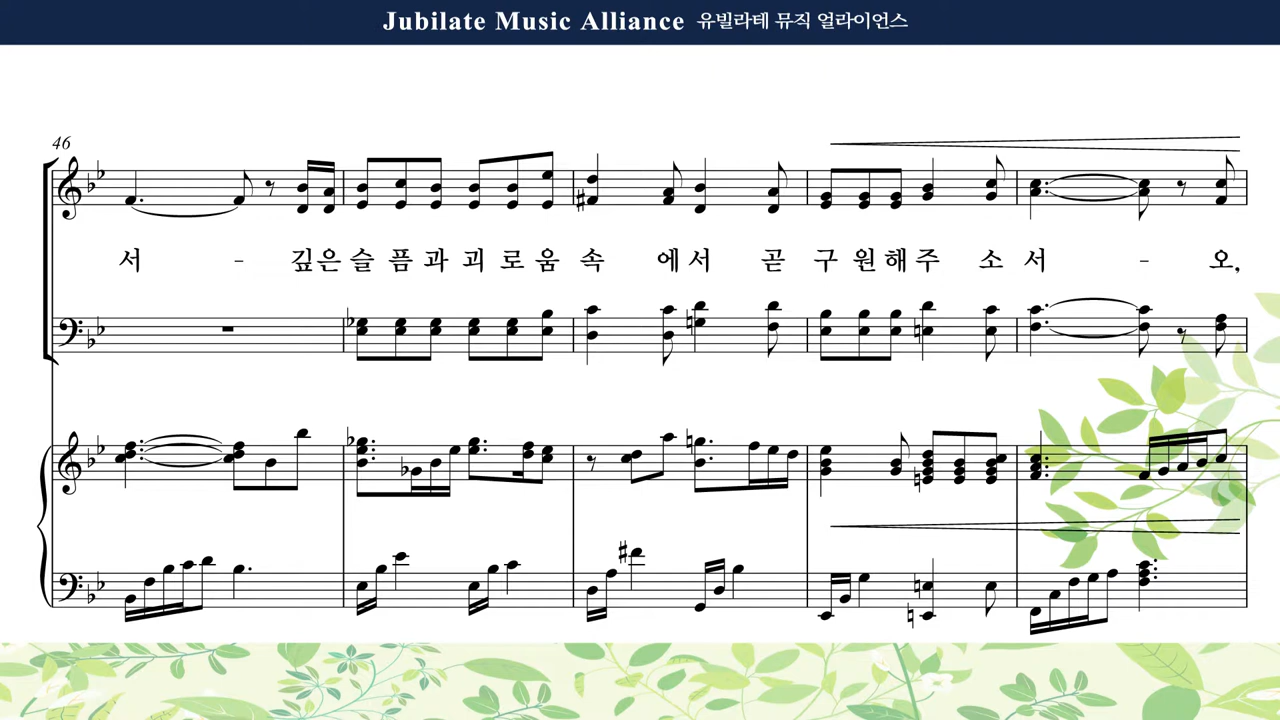 Jubilate Music Alliance 유빌라테 뮤직 얼라이언스
46
서 - 깊은슬 픔과 괴 로 움 속 에서 곧 구 원해주 소 서 - 오,